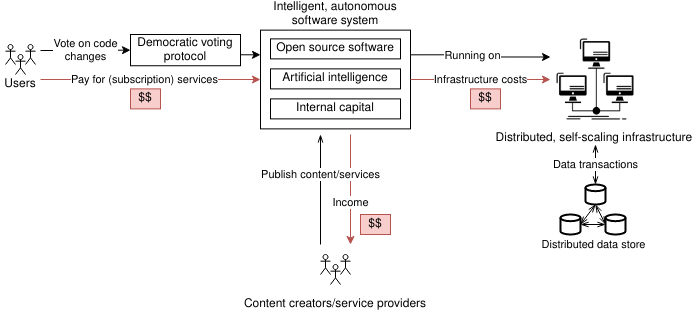 Intelligent, autonomous
software system
Vote on code
changes
Democratic voting
protocol
Open source software
Running on
Users
Pay for (subscription) services
$$
Artificial intelligence
Infrastructure costs
$$
Internal capital
Distributed, self-scaling infrastructure
Data transactions
Publish content/services
Income
$$
Distributed data store
Content creators/service providers